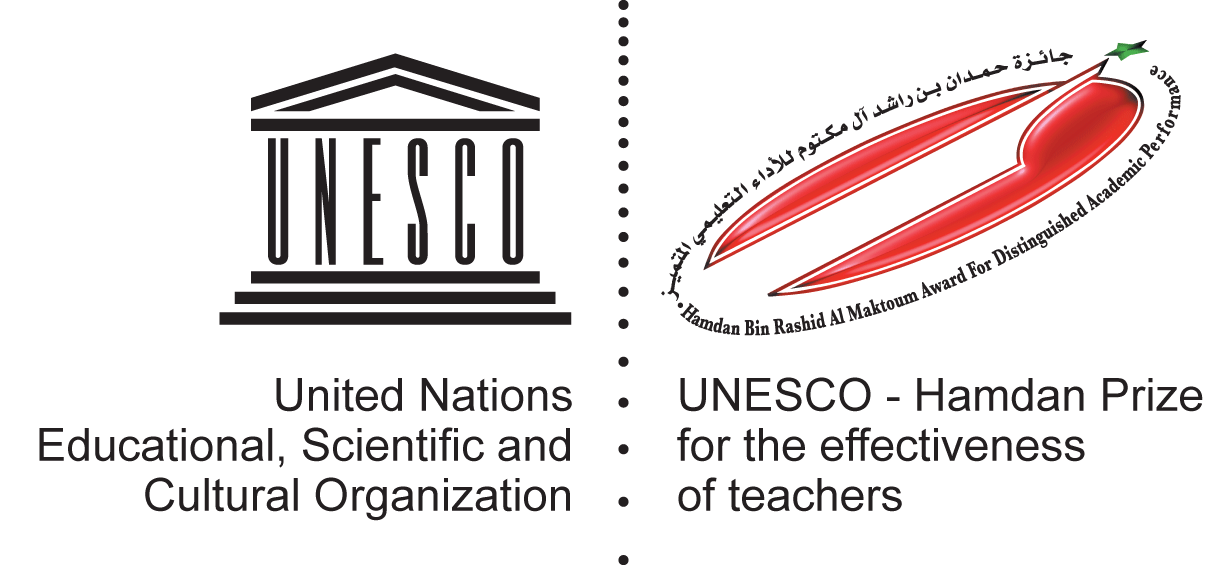 UNESCO
United Nations
Educational, Scientific and
Cultural Organization
جائزة حمدان بن راشد آل مكتوم للأداء التعليمي المتميز
Hamdan Bin Rashid Al Maktoum Award For Distinguished Academic Performance
UNESCO - Hamdan Prize
for the effectiveness
of teachers